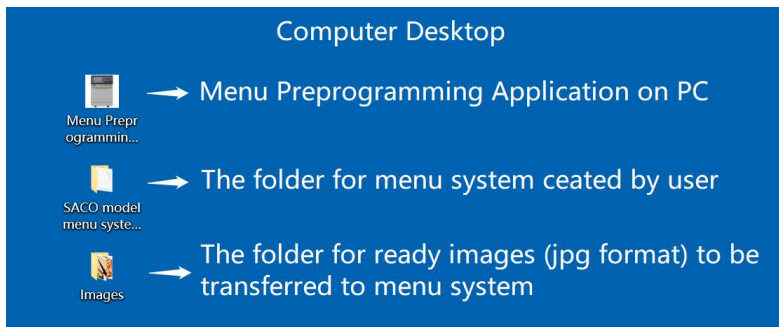 Computer Desktop
Menu Prepr
ogrammin...
Menu Preprogramming Application on PC
SACO model
menu syste...
The folder for menu system ceated by user
Images
The folder for ready images (jpg format) to be
transferred to menu system